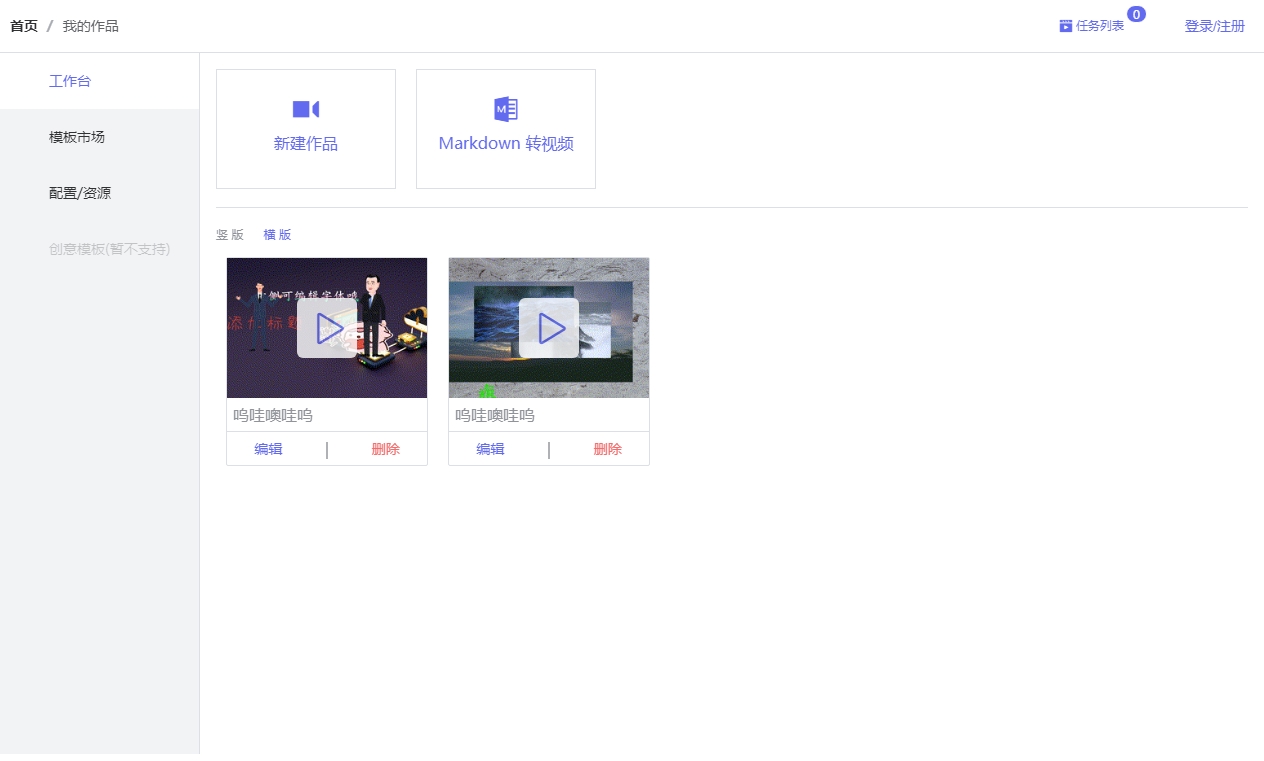 首页 / 我的作品
任务列表 0 登录/注册
工作台
模板市场
配置/资源
创意模板(暂不支持)
新建作品
Markdown 转视频
竖版 横版
侧可编辑字体哦
添加标题
呜哇噢哇呜
呜哇噢哇呜
编辑 | 删除
编辑 | 删除